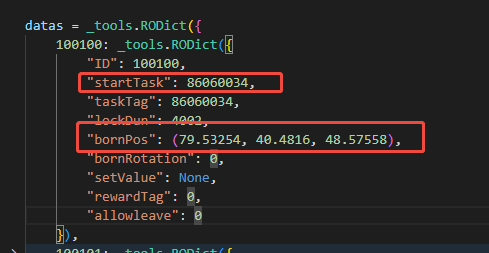 datas = _tools.RODict({
100100: _tools.RODict({
"ID": 100100,
"startTask": 86060034,
"taskTag": 86060034,
"lockDun": 4002,
"bornPos": (79.53254, 40.4816, 48.57558),
"bornRotation": 0,
"setValue": None,
"rewardTag": 0,
"allowleave": 0
}),
100101: _tools.RODict({